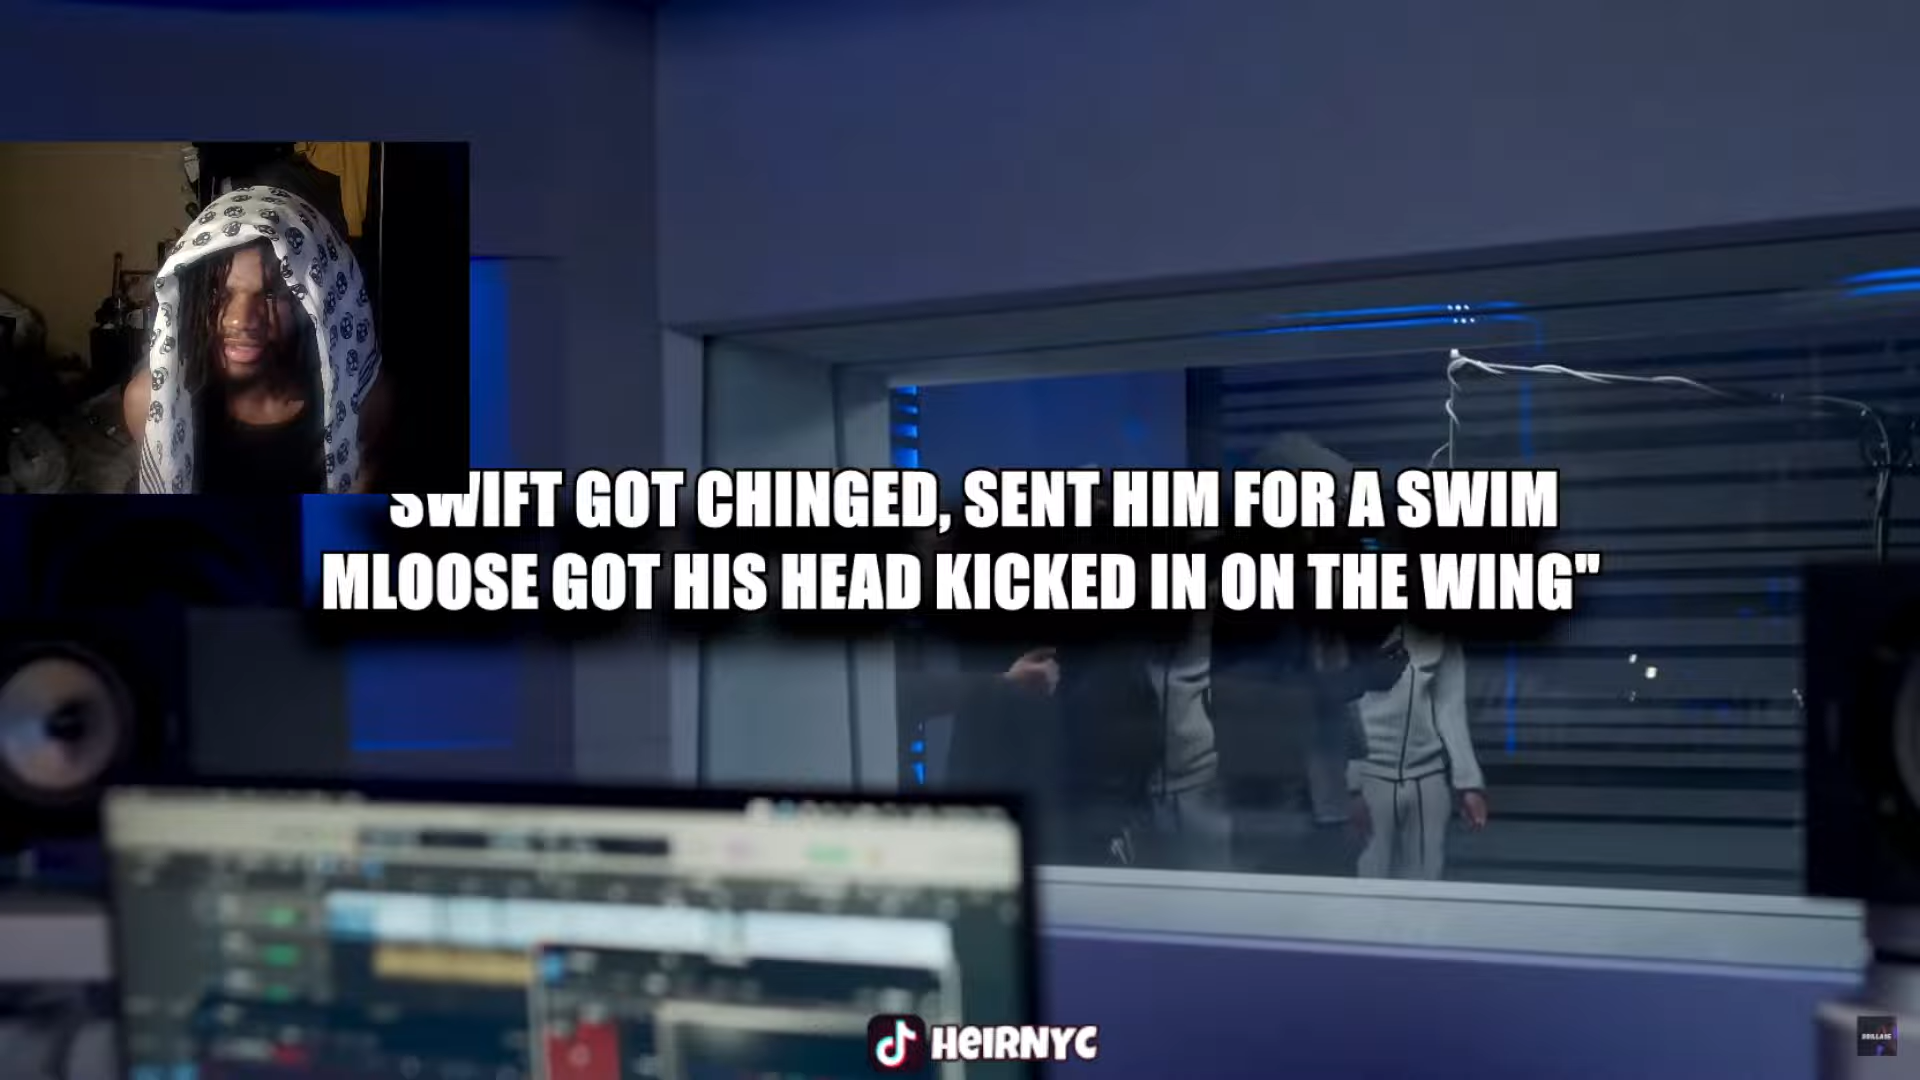 SWIFT GOT CHINGED, SENT HIM FOR A SWIM
MLOOSE GOT HIS HEAD KICKED IN ON THE WING"
HEIRNYC